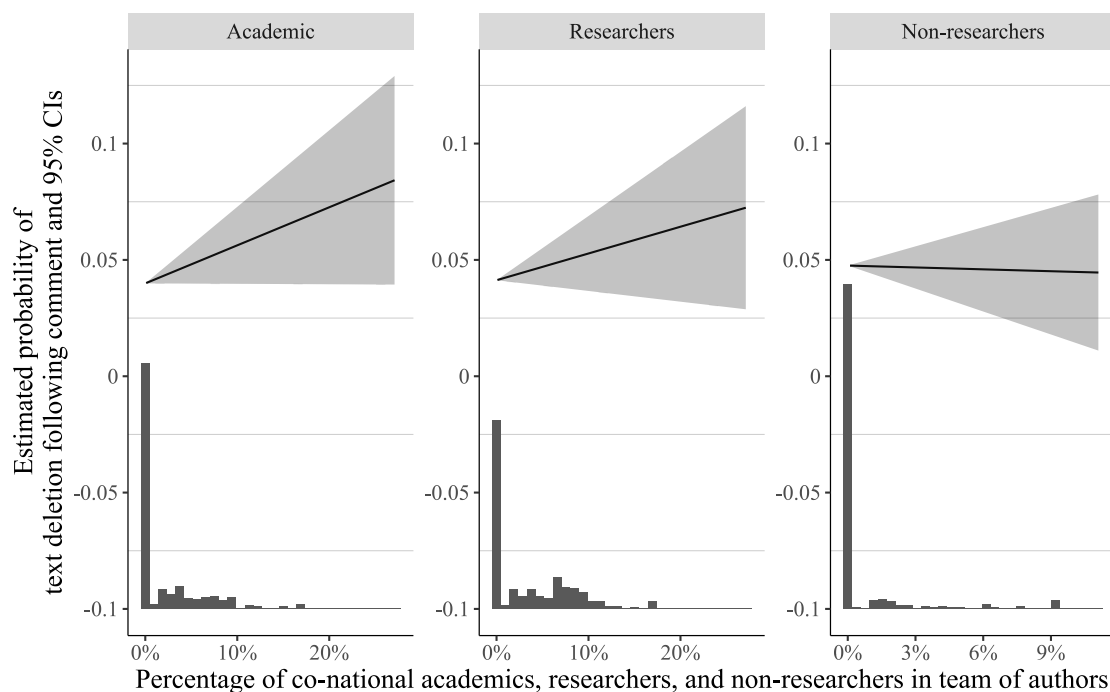 Academic
Researchers
Non-researchers
Estimated probability of
text deletion following comment and 95% CIs
0.1
0.05
0
-0.05
-0.1
0.1
0.05
0
-0.05
-0.1
0.1
0.05
0
-0.05
-0.1
0% 10% 20%
0% 10% 20%
0% 3% 6% 9%
Percentage of co-national academics, researchers, and non-researchers in team of authors